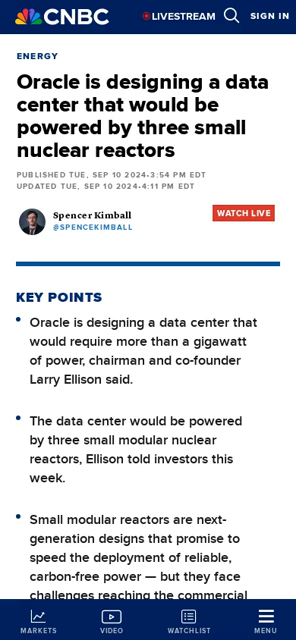 CNBC
LIVESTREAM
SIGN IN
ENERGY
Oracle is designing a data
center that would be
powered by three small
nuclear reactors
PUBLISHED TUE, SEP 10 2024•3:54 PM EDT
UPDATED TUE, SEP 10 2024•4:11 PM EDT
Spencer Kimball
@SPENCEKIMBALL
WATCH LIVE
KEY POINTS
• Oracle is designing a data center that
would require more than a gigawatt
of power, chairman and co-founder
Larry Ellison said.
• The data center would be powered
by three small modular nuclear
reactors, Ellison told investors this
week.
• Small modular reactors are next-
generation designs that promise to
speed the deployment of reliable,
carbon-free power — but they face
challenges reaching the commercial
MARKETS
VIDEO
WATCHLIST
MENU